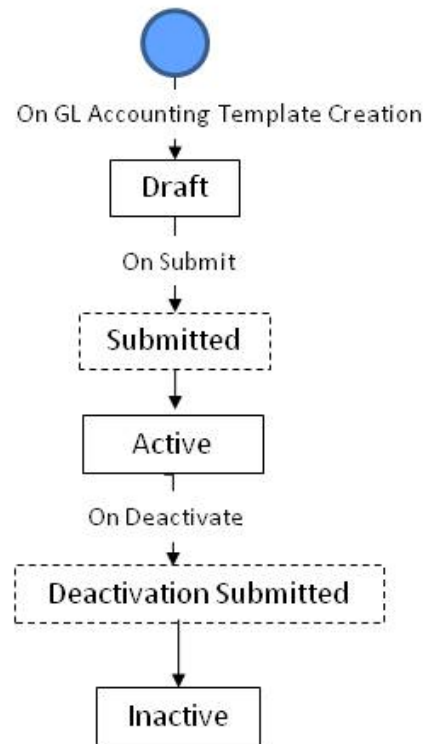 On GL Accounting Template Creation
Draft
On Submit
Submitted
Active
On Deactivate
Deactivation Submitted
Inactive